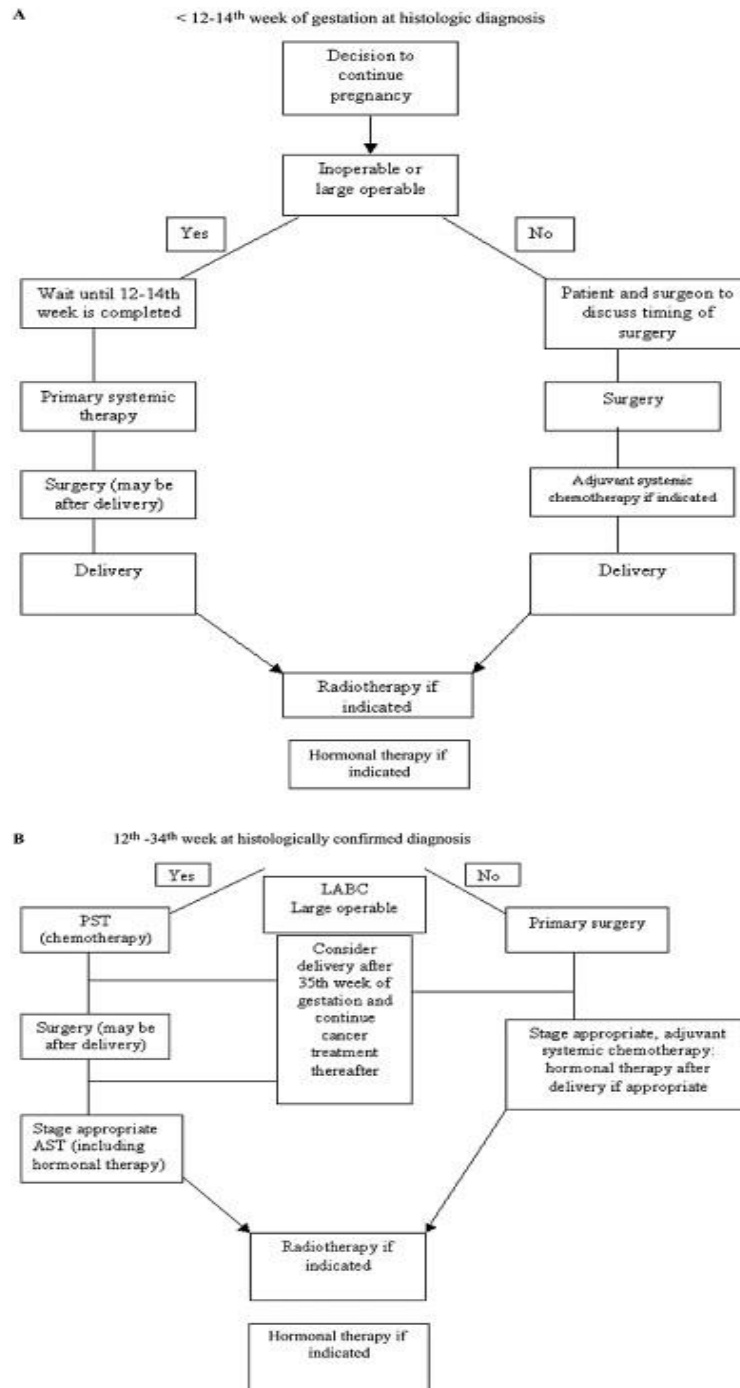 A
< 12-14th week of gestation at histologic diagnosis
Decision to
continue
pregnancy
Inoperable or
large operable
Yes
No
Wait until 12-14th
week is completed
Patient and surgeon to
discuss timing of
surgery
Primary systemic
therapy
Surgery
Surgery (may be
after delivery)
Adjuvant systemic
chemotherapy if indicated
Delivery
Delivery
Radiotherapy if
indicated
Hormonal therapy if
indicated
B
12th -34th week at histologically confirmed diagnosis
Yes
No
LABC
Large operable
PST
(chemotherapy)
Primary surgery
Consider
delivery after
35th week of
gestation and
continue
cancer
treatment
thereafter
Surgery (may be
after delivery)
Stage appropriate, adjuvant
systemic chemotherapy:
hormonal therapy after
delivery if appropriate
Stage appropriate
AST (including
hormonal therapy)
Radiotherapy if
indicated
Hormonal therapy if
indicated